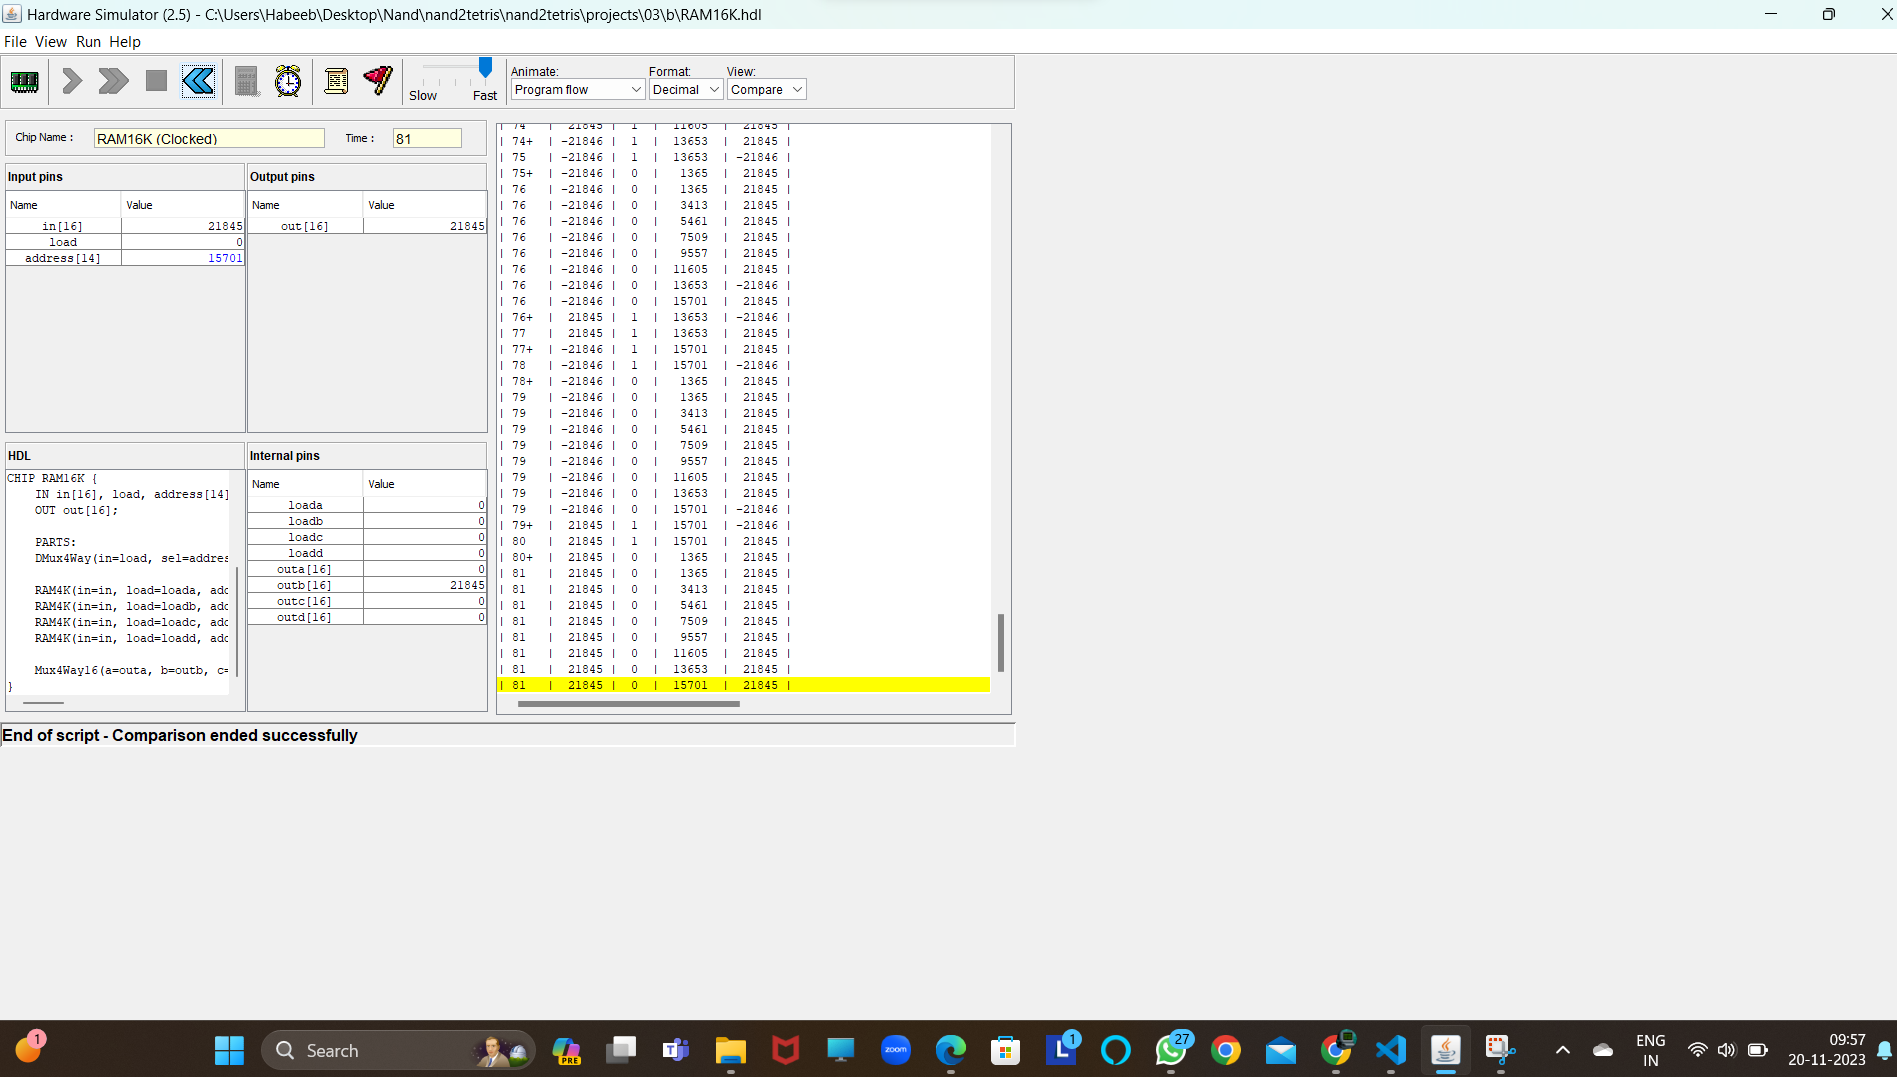 Hardware Simulator (2.5) - C:\Users\Habeeb\Desktop\Nand\nand2tetris\nand2tetris\projects\03\b\RAM16K.hdl
File View Run Help
Slow Fast
Animate: Format: View:
Program flow Decimal Compare
Chip Name : RAM16K (Clocked) Time : 81
Input pins
Name Value
in[16] 21845
load 0
address[14] 15701
Output pins
Name Value
out[16] 21845
HDL
CHIP RAM16K {
IN in[16], load, address[14]
OUT out[16];
PARTS:
DMux4Way(in=load, sel=addres
RAM4K(in=in, load=loada, add
RAM4K(in=in, load=loadb, add
RAM4K(in=in, load=loadc, add
RAM4K(in=in, load=loadd, add
Mux4Way16(a=outa, b=outb, c=
}
Internal pins
Name Value
loada 0
loadb 0
loadc 0
loadd 0
outa[16] 0
outb[16] 21845
outc[16] 0
outd[16] 0
| 74 | 21845 | 1 | 11605 | 21845 |
| 74+ | -21846 | 1 | 13653 | 21845 |
| 75 | -21846 | 1 | 13653 | -21846 |
| 75+ | -21846 | 0 | 1365 | 21845 |
| 76 | -21846 | 0 | 1365 | 21845 |
| 76 | -21846 | 0 | 3413 | 21845 |
| 76 | -21846 | 0 | 5461 | 21845 |
| 76 | -21846 | 0 | 7509 | 21845 |
| 76 | -21846 | 0 | 9557 | 21845 |
| 76 | -21846 | 0 | 11605 | 21845 |
| 76 | -21846 | 0 | 13653 | -21846 |
| 76 | -21846 | 0 | 15701 | 21845 |
| 76+ | 21845 | 1 | 13653 | -21846 |
| 77 | 21845 | 1 | 13653 | 21845 |
| 77+ | -21846 | 1 | 15701 | 21845 |
| 78 | -21846 | 1 | 15701 | -21846 |
| 78+ | -21846 | 0 | 1365 | 21845 |
| 79 | -21846 | 0 | 1365 | 21845 |
| 79 | -21846 | 0 | 3413 | 21845 |
| 79 | -21846 | 0 | 5461 | 21845 |
| 79 | -21846 | 0 | 7509 | 21845 |
| 79 | -21846 | 0 | 9557 | 21845 |
| 79 | -21846 | 0 | 11605 | 21845 |
| 79 | -21846 | 0 | 13653 | 21845 |
| 79 | -21846 | 0 | 15701 | -21846 |
| 79+ | 21845 | 1 | 15701 | -21846 |
| 80 | 21845 | 1 | 15701 | 21845 |
| 80+ | 21845 | 0 | 1365 | 21845 |
| 81 | 21845 | 0 | 1365 | 21845 |
| 81 | 21845 | 0 | 3413 | 21845 |
| 81 | 21845 | 0 | 5461 | 21845 |
| 81 | 21845 | 0 | 7509 | 21845 |
| 81 | 21845 | 0 | 9557 | 21845 |
| 81 | 21845 | 0 | 11605 | 21845 |
| 81 | 21845 | 0 | 13653 | 21845 |
| 81 | 21845 | 0 | 15701 | 21845 |
End of script - Comparison ended successfully
1
Search
PRE
zoom
L 1
27
ENG
IN
09:57
20-11-2023